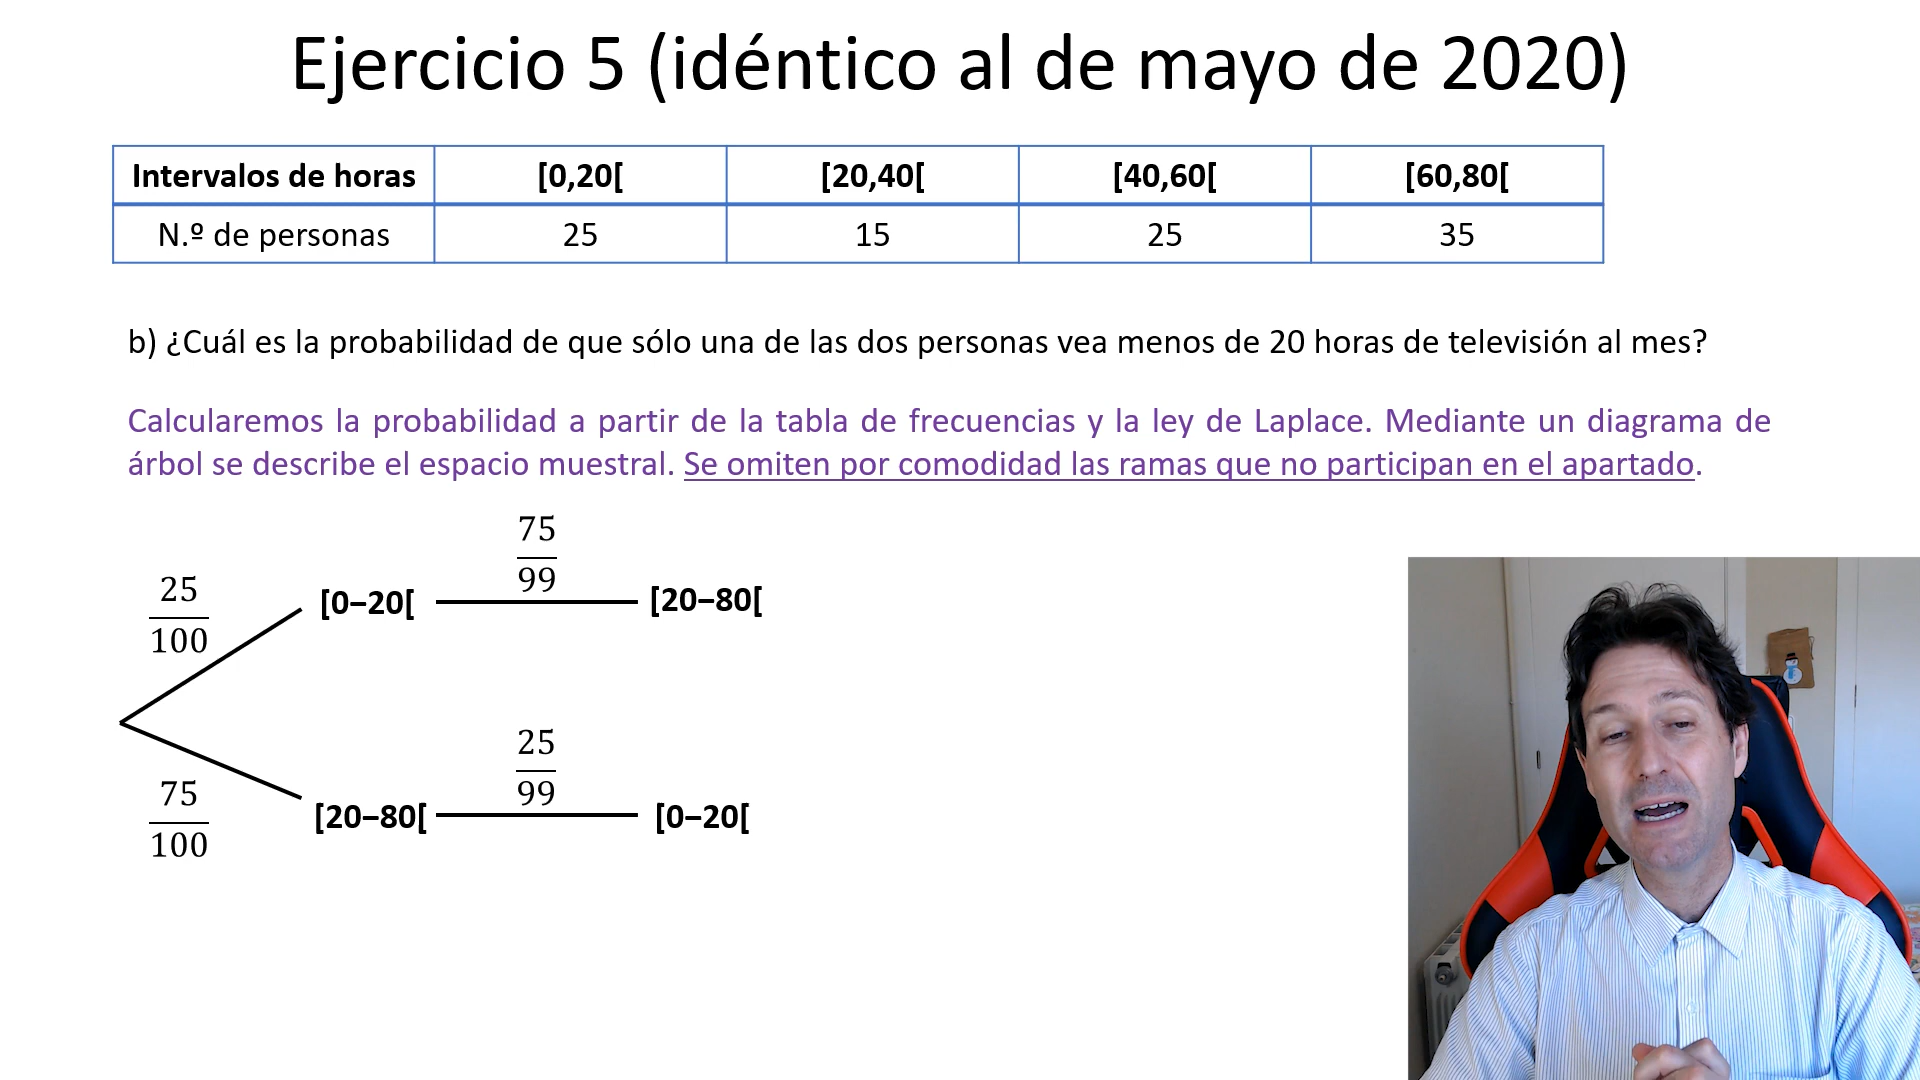 Ejercicio 5 (idéntico al de mayo de 2020)
Intervalos de horas [0,20[ [20,40[ [40,60[ [60,80[
N.º de personas 25 15 25 35
b) ¿Cuál es la probabilidad de que sólo una de las dos personas vea menos de 20 horas de televisión al mes?
Calcularemos la probabilidad a partir de la tabla de frecuencias y la ley de Laplace. Mediante un diagrama de
árbol se describe el espacio muestral. Se omiten por comodidad las ramas que no participan en el apartado.
75
99
25
100
[0–20[ [20–80[
25
99
75
100
[20–80[ [0–20[